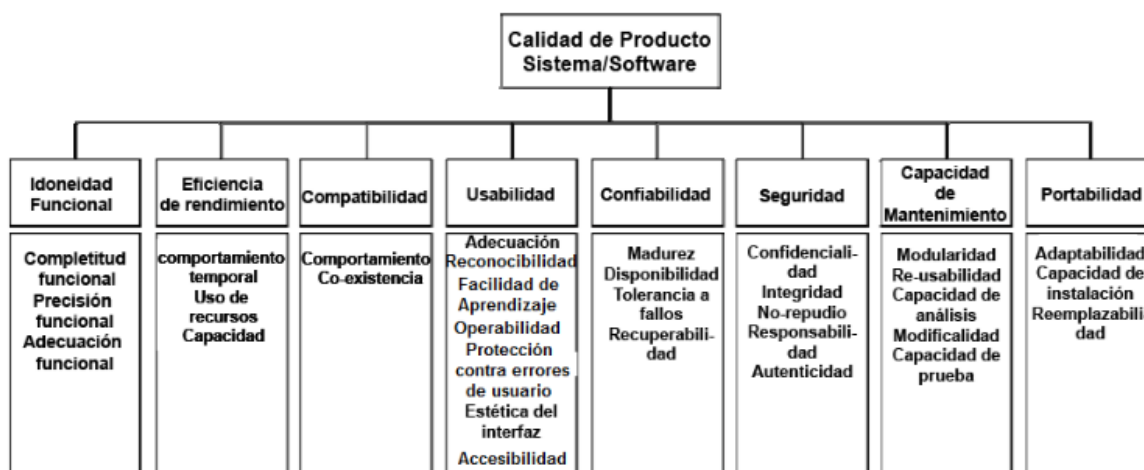 Calidad de Producto
Sistema/Software
Idoneidad
Funcional
Eficiencia
de rendimiento
Compatibilidad
Usabilidad
Confiabilidad
Seguridad
Capacidad
de
Mantenimiento
Portabilidad
Completitud
funcional
Precisión
funcional
Adecuación
funcional
comportamiento
temporal
Uso de
recursos
Capacidad
Comportamiento
Co-existencia
Adecuación
Reconocibilidad
Facilidad de
Aprendizaje
Operabilidad
Protección
contra errores
de usuario
Estética del
interfaz
Accesibilidad
Madurez
Disponibilidad
Tolerancia a
fallos
Recuperabili-
dad
Confidenciali-
dad
Integridad
No-repudio
Responsabili-
dad
Autenticidad
Modularidad
Re-usabilidad
Capacidad de
análisis
Modificalidad
Capacidad de
prueba
Adaptabilidad
Capacidad de
instalación
Reemplazabili
dad